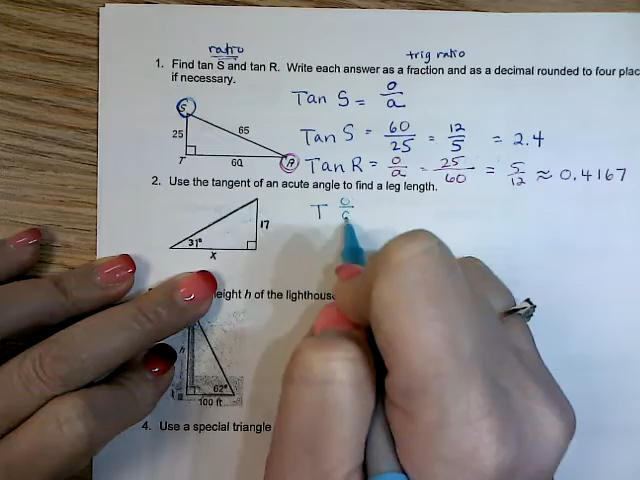 ratio trig ratio
1. Find tan S and tan R. Write each answer as a fraction and as a decimal rounded to four plac
if necessary.
Tan S = o/a
S
25 65
T 60 R
Tan S = 60/25 = 12/5 = 2.4
Tan R = o/a = 25/60 = 5/12 ≈ 0.4167
2. Use the tangent of an acute angle to find a leg length.
T o/
17
31°
x
eight h of the lighthouse
h
62°
100 ft
4. Use a special triangle